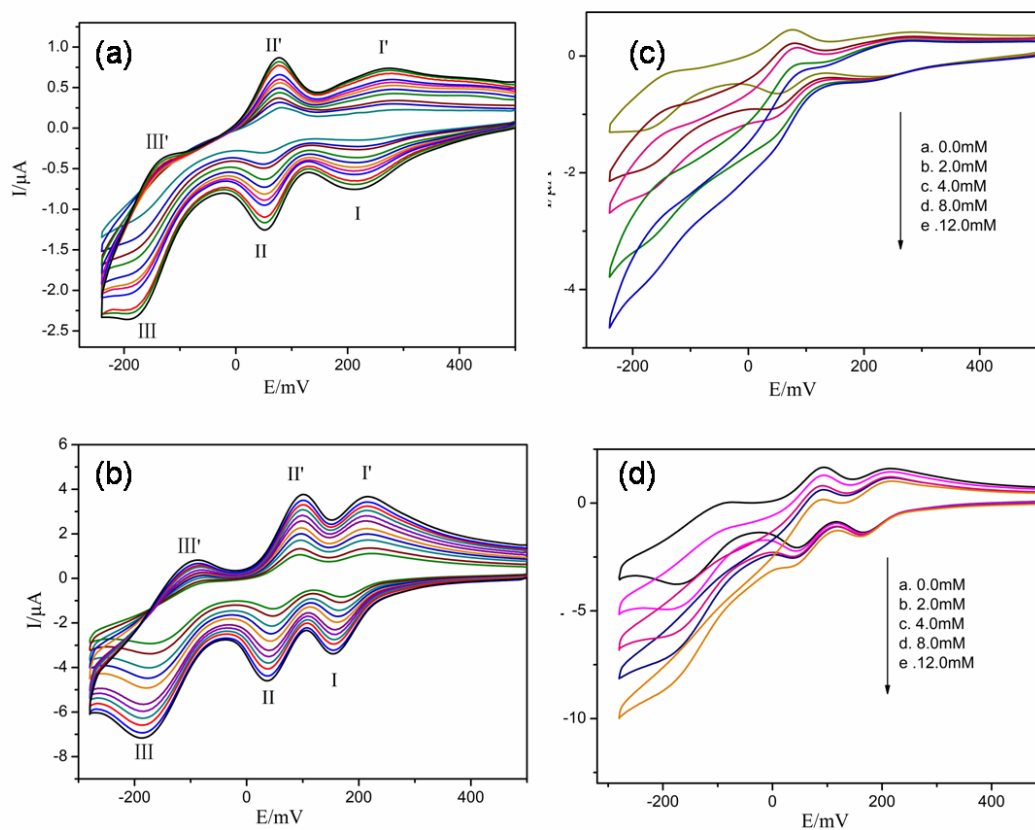 (a)
II'
I'
III'
I
II
III
1.0
0.5
0.0
-0.5
-1.0
-1.5
-2.0
-2.5
I/μA
-200
0
200
400
E/mV
(c)
0
-2
-4
a. 0.0mM
b. 2.0mM
c. 4.0mM
d. 8.0mM
e .12.0mM
-200
0
200
400
E/mV
(b)
II'
I'
III'
II
I
III
6
4
2
0
-2
-4
-6
-8
I/μA
-200
0
200
400
E/mV
(d)
0
-5
-10
a. 0.0mM
b. 2.0mM
c. 4.0mM
d. 8.0mM
e .12.0mM
-200
0
200
400
E/mV